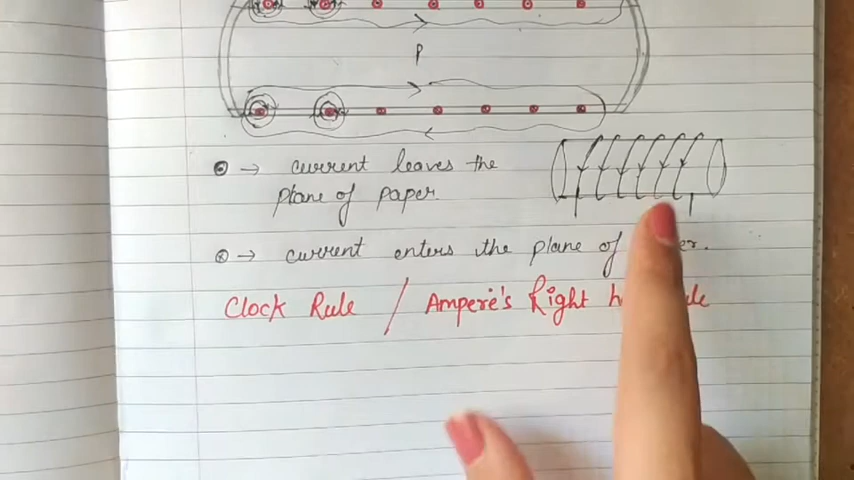 P
→ current leaves the
plane of paper.
→ current enters the plane of
Clock Rule / Ampere's Right